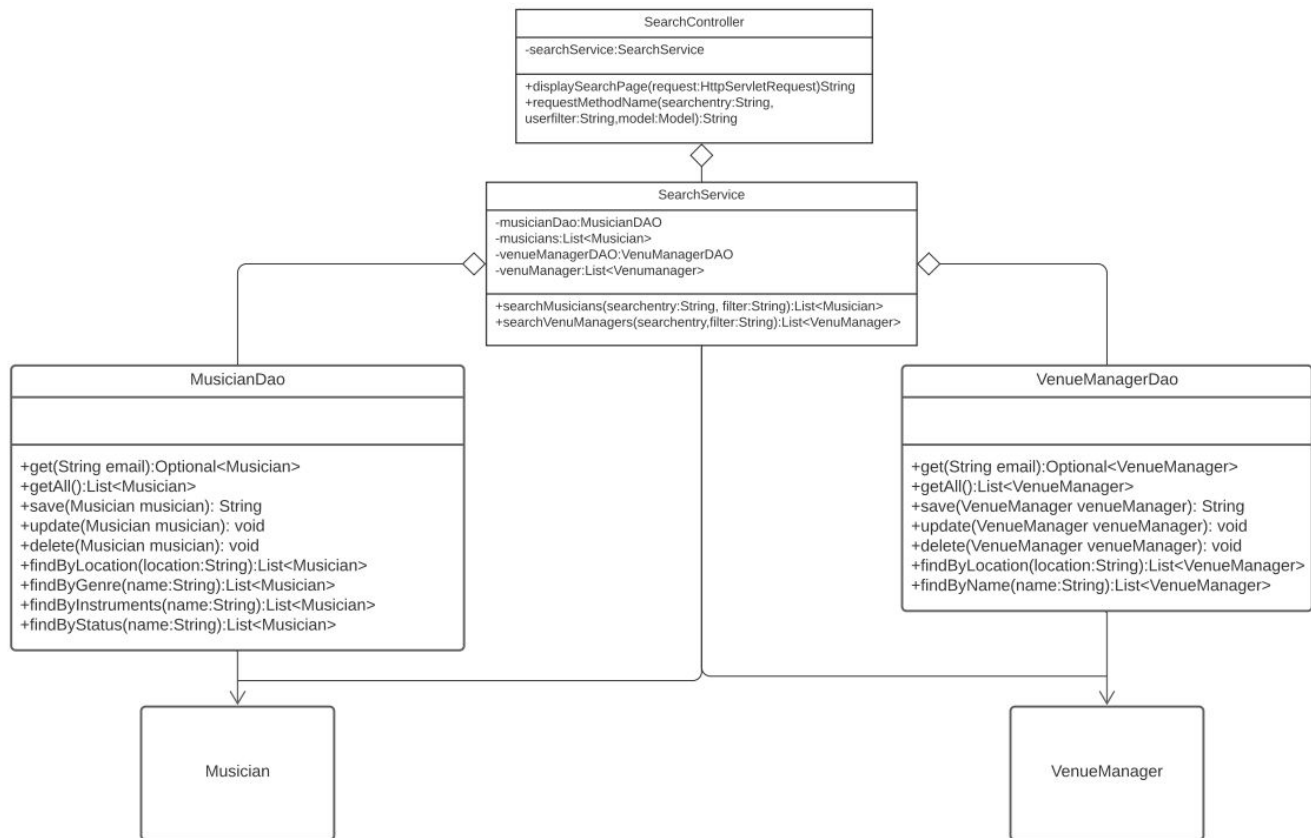 SearchController
-searchService:SearchService
+displaySearchPage(request:HttpServletRequest)String
+requestMethodName(searchentry:String,
userfilter:String,model:Model):String
SearchService
-musicianDao:MusicianDAO
-musicians:List<Musician>
-venueManagerDAO:VenuManagerDAO
-venuManager:List<Venumanager>
+searchMusicians(searchentry:String, filter:String):List<Musician>
+searchVenuManagers(searchentry,filter:String):List<VenuManager>
MusicianDao
+get(String email):Optional<Musician>
+getAll():List<Musician>
+save(Musician musician): String
+update(Musician musician): void
+delete(Musician musician): void
+findByLocation(location:String):List<Musician>
+findByGenre(name:String):List<Musician>
+findByInstruments(name:String):List<Musician>
+findByStatus(name:String):List<Musician>
VenueManagerDao
+get(String email):Optional<VenueManager>
+getAll():List<VenueManager>
+save(VenueManager venueManager): String
+update(VenueManager venueManager): void
+delete(VenueManager venueManager): void
+findByLocation(location:String):List<VenueManager>
+findByName(name:String):List<VenueManager>
Musician
VenueManager